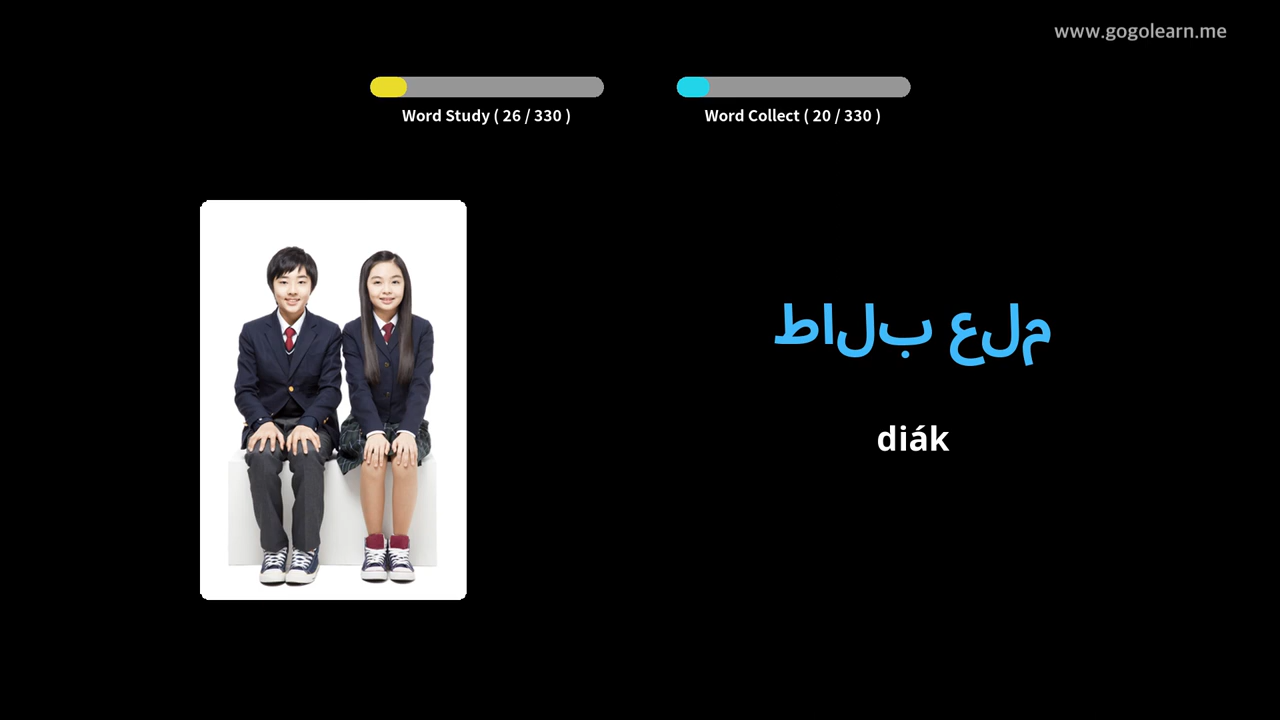 www.gogolearn.me
Word Study ( 26 / 330 )
Word Collect ( 20 / 330 )
طالب علم
diák